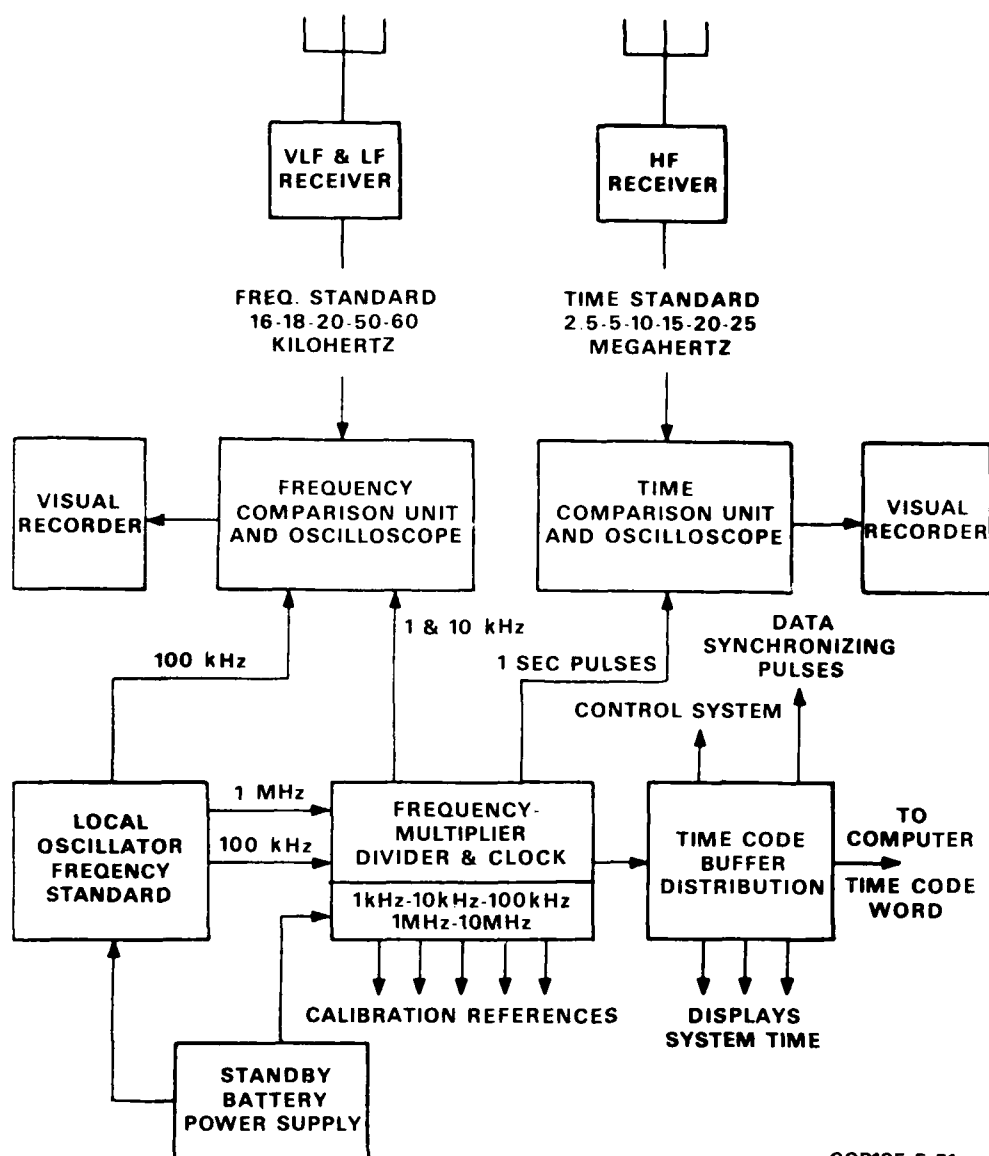 VLF & LF
RECEIVER
HF
RECEIVER
FREQ. STANDARD
16-18-20-50-60
KILOHERTZ
TIME STANDARD
2.5-5-10-15-20-25
MEGAHERTZ
VISUAL
RECORDER
FREQUENCY
COMPARISON UNIT
AND OSCILLOSCOPE
TIME
COMPARISON UNIT
AND OSCILLOSCOPE
VISUAL
RECORDER
100 kHz
1 & 10 kHz
1 SEC PULSES
DATA
SYNCHRONIZING
PULSES
CONTROL SYSTEM
LOCAL
OSCILLATOR
FREQENCY
STANDARD
1 MHz
100 kHz
FREQUENCY-
MULTIPLIER
DIVIDER & CLOCK
1kHz-10kHz-100kHz
1MHz-10MHz
TIME CODE
BUFFER
DISTRIBUTION
TO
COMPUTER
TIME CODE
WORD
CALIBRATION REFERENCES
DISPLAYS
SYSTEM TIME
STANDBY
BATTERY
POWER SUPPLY